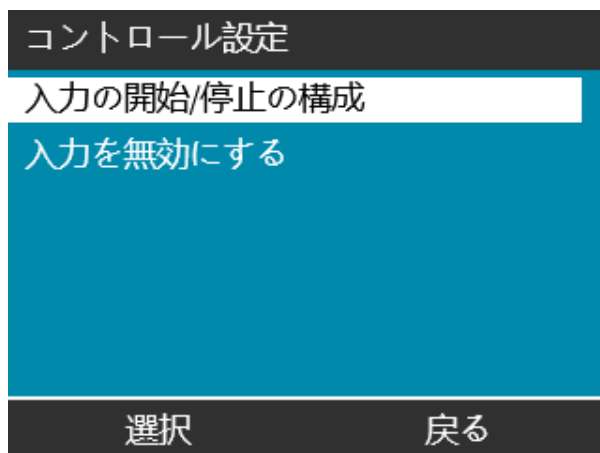 コントロール設定
入力の開始/停止の構成
入力を無効にする
選択 戻る